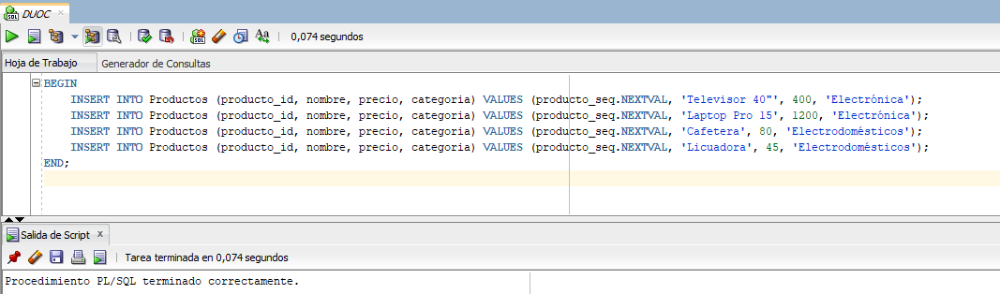 DUOC
SQL
0,074 segundos
Hoja de Trabajo Generador de Consultas
BEGIN
INSERT INTO Productos (producto_id, nombre, precio, categoria) VALUES (producto_seq.NEXTVAL, 'Televisor 40"', 400, 'Electrónica');
INSERT INTO Productos (producto_id, nombre, precio, categoria) VALUES (producto_seq.NEXTVAL, 'Laptop Pro 15', 1200, 'Electrónica');
INSERT INTO Productos (producto_id, nombre, precio, categoria) VALUES (producto_seq.NEXTVAL, 'Cafetera', 80, 'Electrodomésticos');
INSERT INTO Productos (producto_id, nombre, precio, categoria) VALUES (producto_seq.NEXTVAL, 'Licuadora', 45, 'Electrodomésticos');
END;
Salida de Script x
Tarea terminada en 0,074 segundos
Procedimiento PL/SQL terminado correctamente.